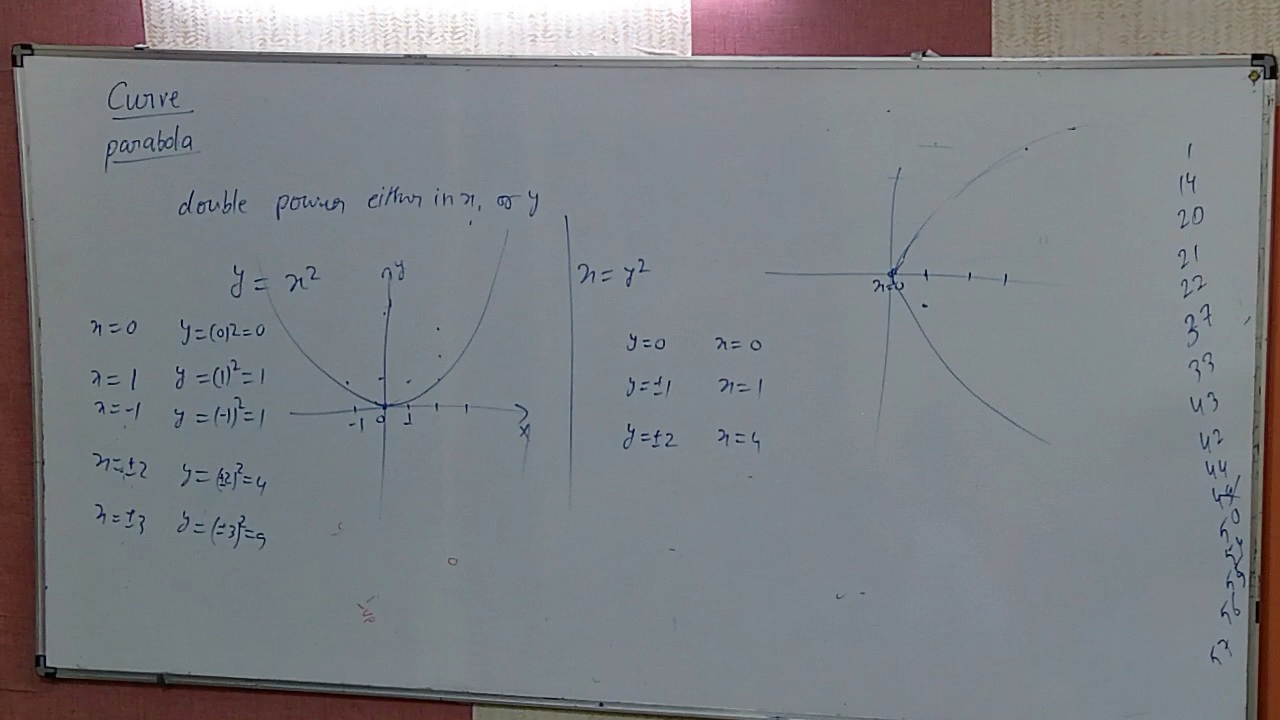 Curve
parabola
double power either in x, or y
y = x²
x=0 y=(0)2=0
x=1 y=(1)²=1
x=-1 y=(-1)²=1
x=±2 y=(±2)²=4
x=±3 y=(±3)²=9
y
-1 0 1
x
x=y²
y=0 x=0
y=±1 x=1
y=±2 x=4
x=0
1
14
20
21
22
37
33
43
42
44
50
56